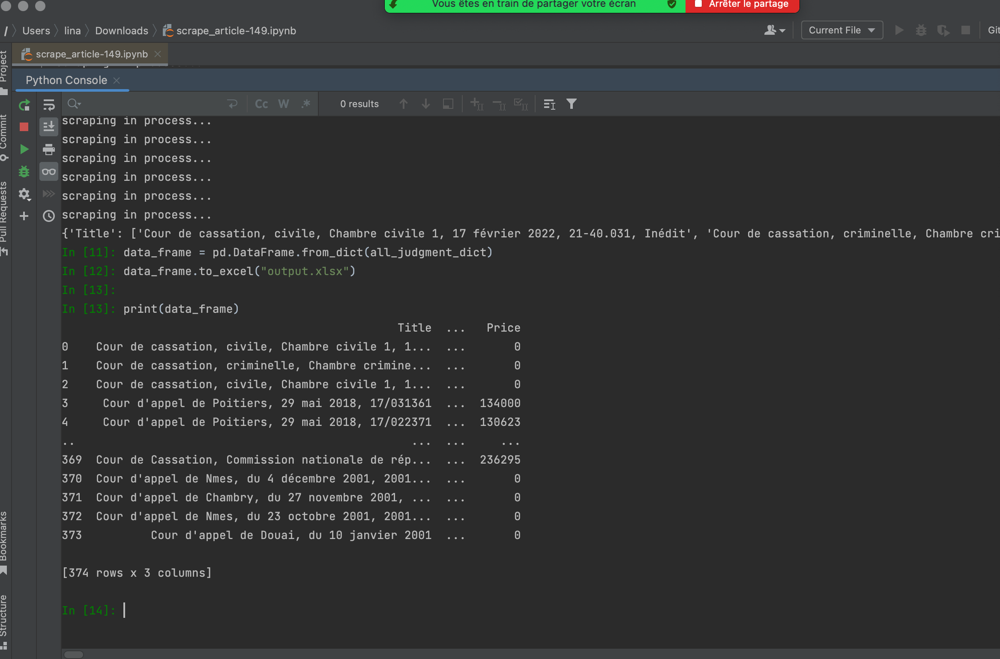 Vous êtes en train de partager votre écran
Arrêter le partage
/ Users lina Downloads scrape_article-149.ipynb
Current File
Git
scrape_article-149.ipynb
Python Console
Cc W .* 0 results
Project
Commit
Pull Requests
Bookmarks
Structure
scraping in process...
scraping in process...
scraping in process...
scraping in process...
scraping in process...
scraping in process...
{'Title': ['Cour de cassation, civile, Chambre civile 1, 17 février 2022, 21-40.031, Inédit', 'Cour de cassation, criminelle, Chambre cri
In [11]: data_frame = pd.DataFrame.from_dict(all_judgment_dict)
In [12]: data_frame.to_excel("output.xlsx")
In [13]:
In [13]: print(data_frame)
Title ... Price
0 Cour de cassation, civile, Chambre civile 1, 1... ... 0
1 Cour de cassation, criminelle, Chambre crimine... ... 0
2 Cour de cassation, civile, Chambre civile 1, 1... ... 0
3 Cour d'appel de Poitiers, 29 mai 2018, 17/031361 ... 134000
4 Cour d'appel de Poitiers, 29 mai 2018, 17/022371 ... 130623
.. ... ... ...
369 Cour de Cassation, Commission nationale de rép... ... 236295
370 Cour d'appel de Nmes, du 4 décembre 2001, 2001... ... 0
371 Cour d'appel de Chambry, du 27 novembre 2001, ... ... 0
372 Cour d'appel de Nmes, du 23 octobre 2001, 2001... ... 0
373 Cour d'appel de Douai, du 10 janvier 2001 ... 0
[374 rows x 3 columns]
In [14]: